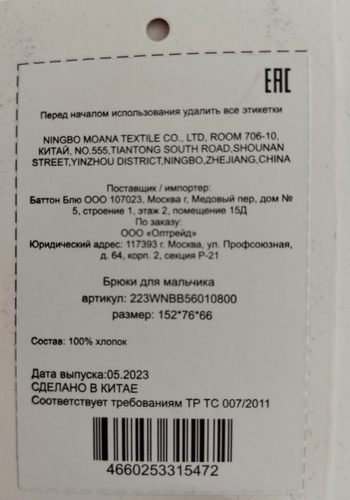 EAC
Перед началом использования удалить все этикетки
NINGBO MOANA TEXTILE CO., LTD, ROOM 706-10,
КИТАЙ, NO.555,TIANTONG SOUTH ROAD,SHOUNAN
STREET,YINZHOU DISTRICT,NINGBO,ZHEJIANG,CHINA
Поставщик / импортер:
Баттон Блю ООО 107023, Москва г, Медовый пер, дом №
5, строение 1, этаж 2, помещение 15Д
По заказу:
ООО «Оптрейд»
Юридический адрес: 117393 г. Москва, ул. Профсоюзная,
д. 64, корп. 2, секция Р-21
Брюки для мальчика
артикул: 223WNBB56010800
размер: 152*76*66
Состав: 100% хлопок
Дата выпуска:05.2023
СДЕЛАНО В КИТАЕ
Соответствует требованиям ТР ТС 007/2011
4660253315472